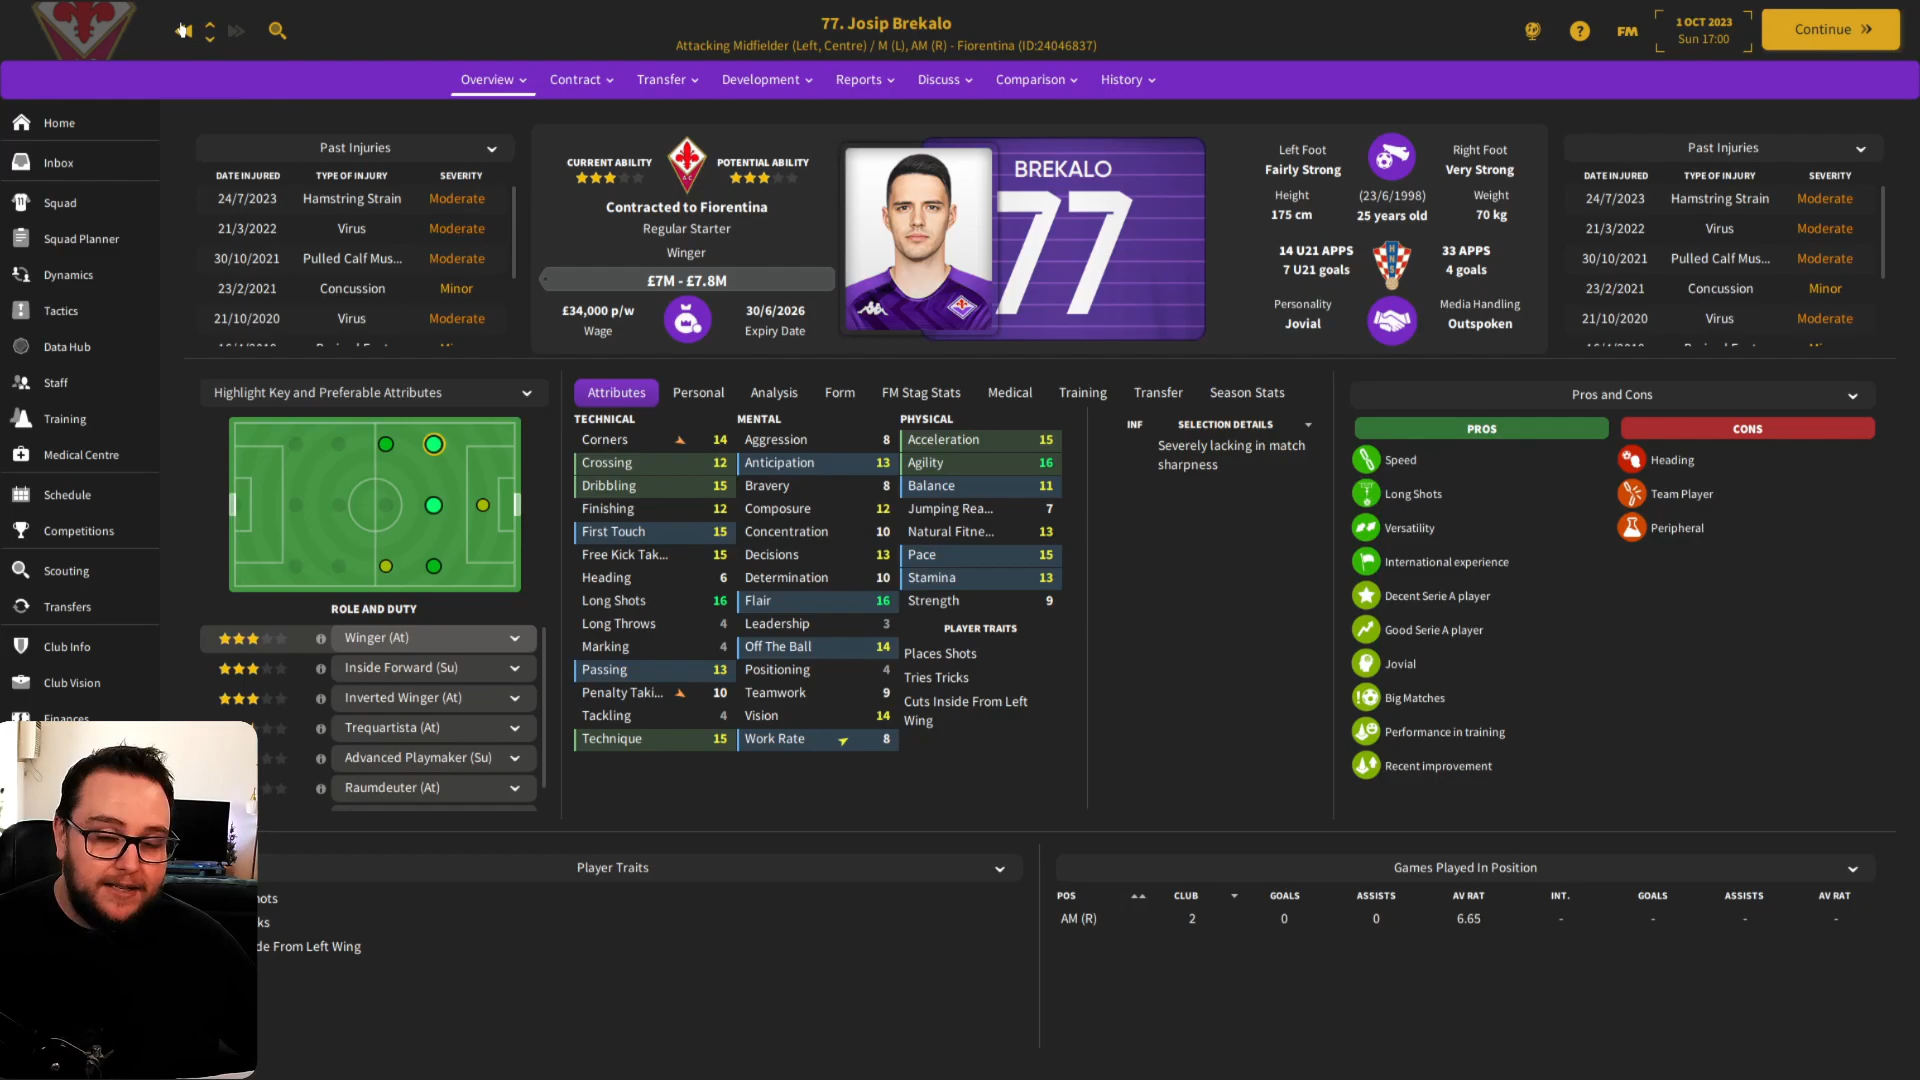 77. Josip Brekalo
Attacking Midfielder (Left, Centre) / M (L), AM (R) - Fiorentina (ID:24046837)
FM
1 OCT 2023
Sun 17:00
Continue
Overview Contract Transfer Development Reports Discuss Comparison History
Home
Inbox
Squad
Squad Planner
Dynamics
Tactics
Data Hub
Staff
Training
Medical Centre
Schedule
Competitions
Scouting
Transfers
Club Info
Club Vision
Finances
Past Injuries
DATE INJURED TYPE OF INJURY SEVERITY
24/7/2023 Hamstring Strain Moderate
21/3/2022 Virus Moderate
30/10/2021 Pulled Calf Mus... Moderate
23/2/2021 Concussion Minor
21/10/2020 Virus Moderate
CURRENT ABILITY
POTENTIAL ABILITY
Contracted to Fiorentina
Regular Starter
Winger
£7M - £7.8M
£34,000 p/w
Wage
30/6/2026
Expiry Date
BREKALO
77
Left Foot
Fairly Strong
Right Foot
Very Strong
Height
175 cm
(23/6/1998)
25 years old
Weight
70 kg
14 U21 APPS
7 U21 goals
33 APPS
4 goals
Personality
Jovial
Media Handling
Outspoken
Past Injuries
DATE INJURED TYPE OF INJURY SEVERITY
24/7/2023 Hamstring Strain Moderate
21/3/2022 Virus Moderate
30/10/2021 Pulled Calf Mus... Moderate
23/2/2021 Concussion Minor
21/10/2020 Virus Moderate
Highlight Key and Preferable Attributes
ROLE AND DUTY
Winger (At)
Inside Forward (Su)
Inverted Winger (At)
Trequartista (At)
Advanced Playmaker (Su)
Raumdeuter (At)
Attributes Personal Analysis Form FM Stag Stats Medical Training Transfer Season Stats
TECHNICAL
Corners 14
Crossing 12
Dribbling 15
Finishing 12
First Touch 15
Free Kick Tak... 15
Heading 6
Long Shots 16
Long Throws 4
Marking 4
Passing 13
Penalty Taki... 10
Tackling 4
Technique 15
MENTAL
Aggression 8
Anticipation 13
Bravery 8
Composure 12
Concentration 10
Decisions 13
Determination 10
Flair 16
Leadership 3
Off The Ball 14
Positioning 4
Teamwork 9
Vision 14
Work Rate 8
PHYSICAL
Acceleration 15
Agility 16
Balance 11
Jumping Rea... 7
Natural Fitne... 13
Pace 15
Stamina 13
Strength 9
PLAYER TRAITS
Places Shots
Tries Tricks
Cuts Inside From Left
Wing
INF SELECTION DETAILS
Severely lacking in match
sharpness
Pros and Cons
PROS
Speed
Long Shots
Versatility
International experience
Decent Serie A player
Good Serie A player
Jovial
Big Matches
Performance in training
Recent improvement
CONS
Heading
Team Player
Peripheral
Player Traits
From Left Wing
Games Played In Position
POS CLUB GOALS ASSISTS AV RAT INT. GOALS ASSISTS AV RAT
AM (R) 2 0 0 6.65 - - - -